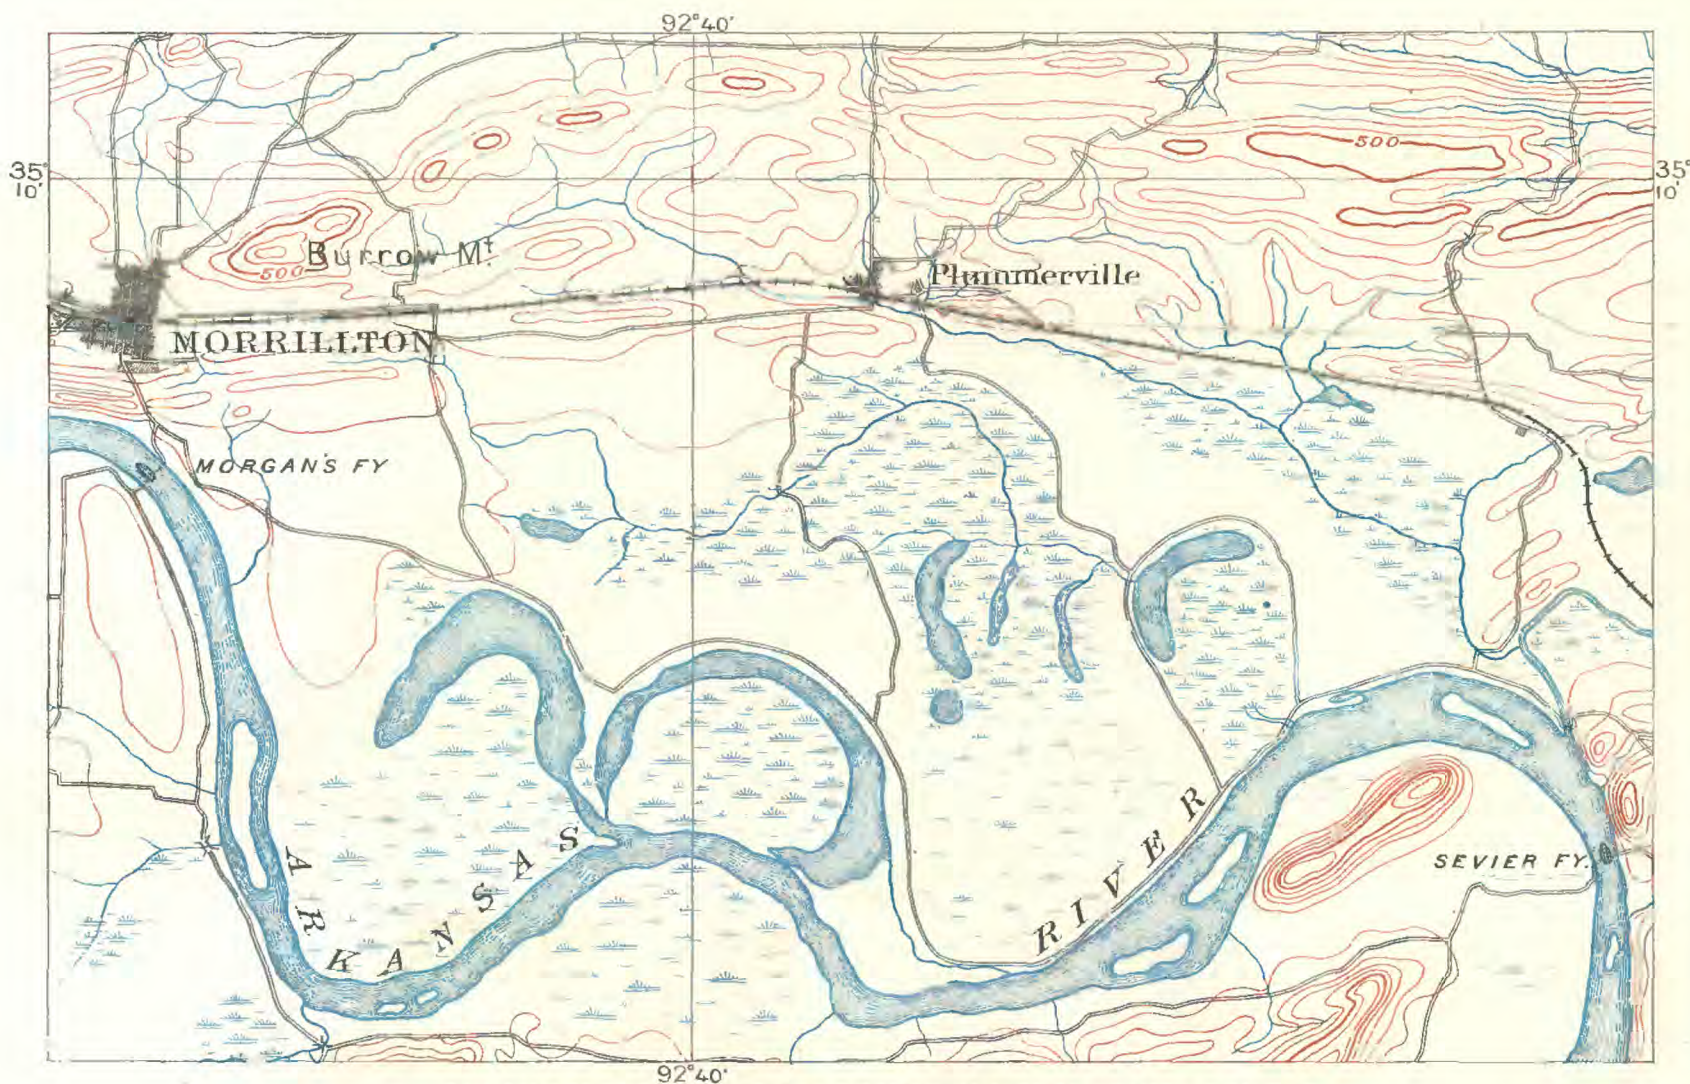 92°40'
500
35°
10'
35°
10'
Burrow Mt.
500
Plummerville
MORRILLTON
MORGAN'S FY
ARKANSAS RIVER
SEVIER FY.
92°40'